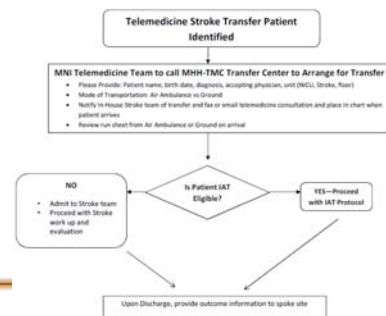 Telemedicine Stroke Transfer Patient
Identified
MNI Telemedicine Team to call MHH-TMC Transfer Center to Arrange for Transfer
• Please Provide: Patient name, birth date, diagnosis, accepting physician, unit (NICU, Stroke, floor)
• Mode of Transportation: Air Ambulance vs Ground
• Notify In-House Stroke team of transfer and fax or email telemedicine consultation and place in chart when
patient arrives
• Review run sheet from Air Ambulance or Ground on arrival
NO
• Admit to Stroke team
• Proceed with Stroke
work up and
evaluation
Is Patient IAT
Eligible?
YES—Proceed
with IAT Protocol
Upon Discharge, provide outcome information to spoke site